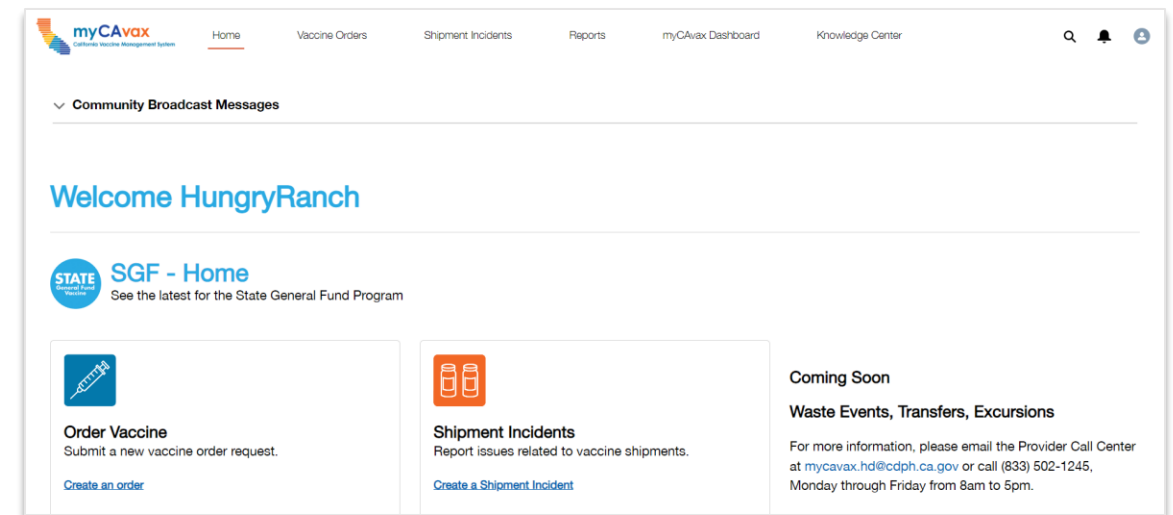 myCAvax
California Vaccine Management System
Home
Vaccine Orders
Shipment Incidents
Reports
myCAvax Dashboard
Knowledge Center
Community Broadcast Messages
Welcome HungryRanch
STATE
General Fund
Vaccine
SGF - Home
See the latest for the State General Fund Program
Order Vaccine
Submit a new vaccine order request.
Create an order
Shipment Incidents
Report issues related to vaccine shipments.
Create a Shipment Incident
Coming Soon
Waste Events, Transfers, Excursions
For more information, please email the Provider Call Center
at mycavax.hd@cdph.ca.gov or call (833) 502-1245,
Monday through Friday from 8am to 5pm.